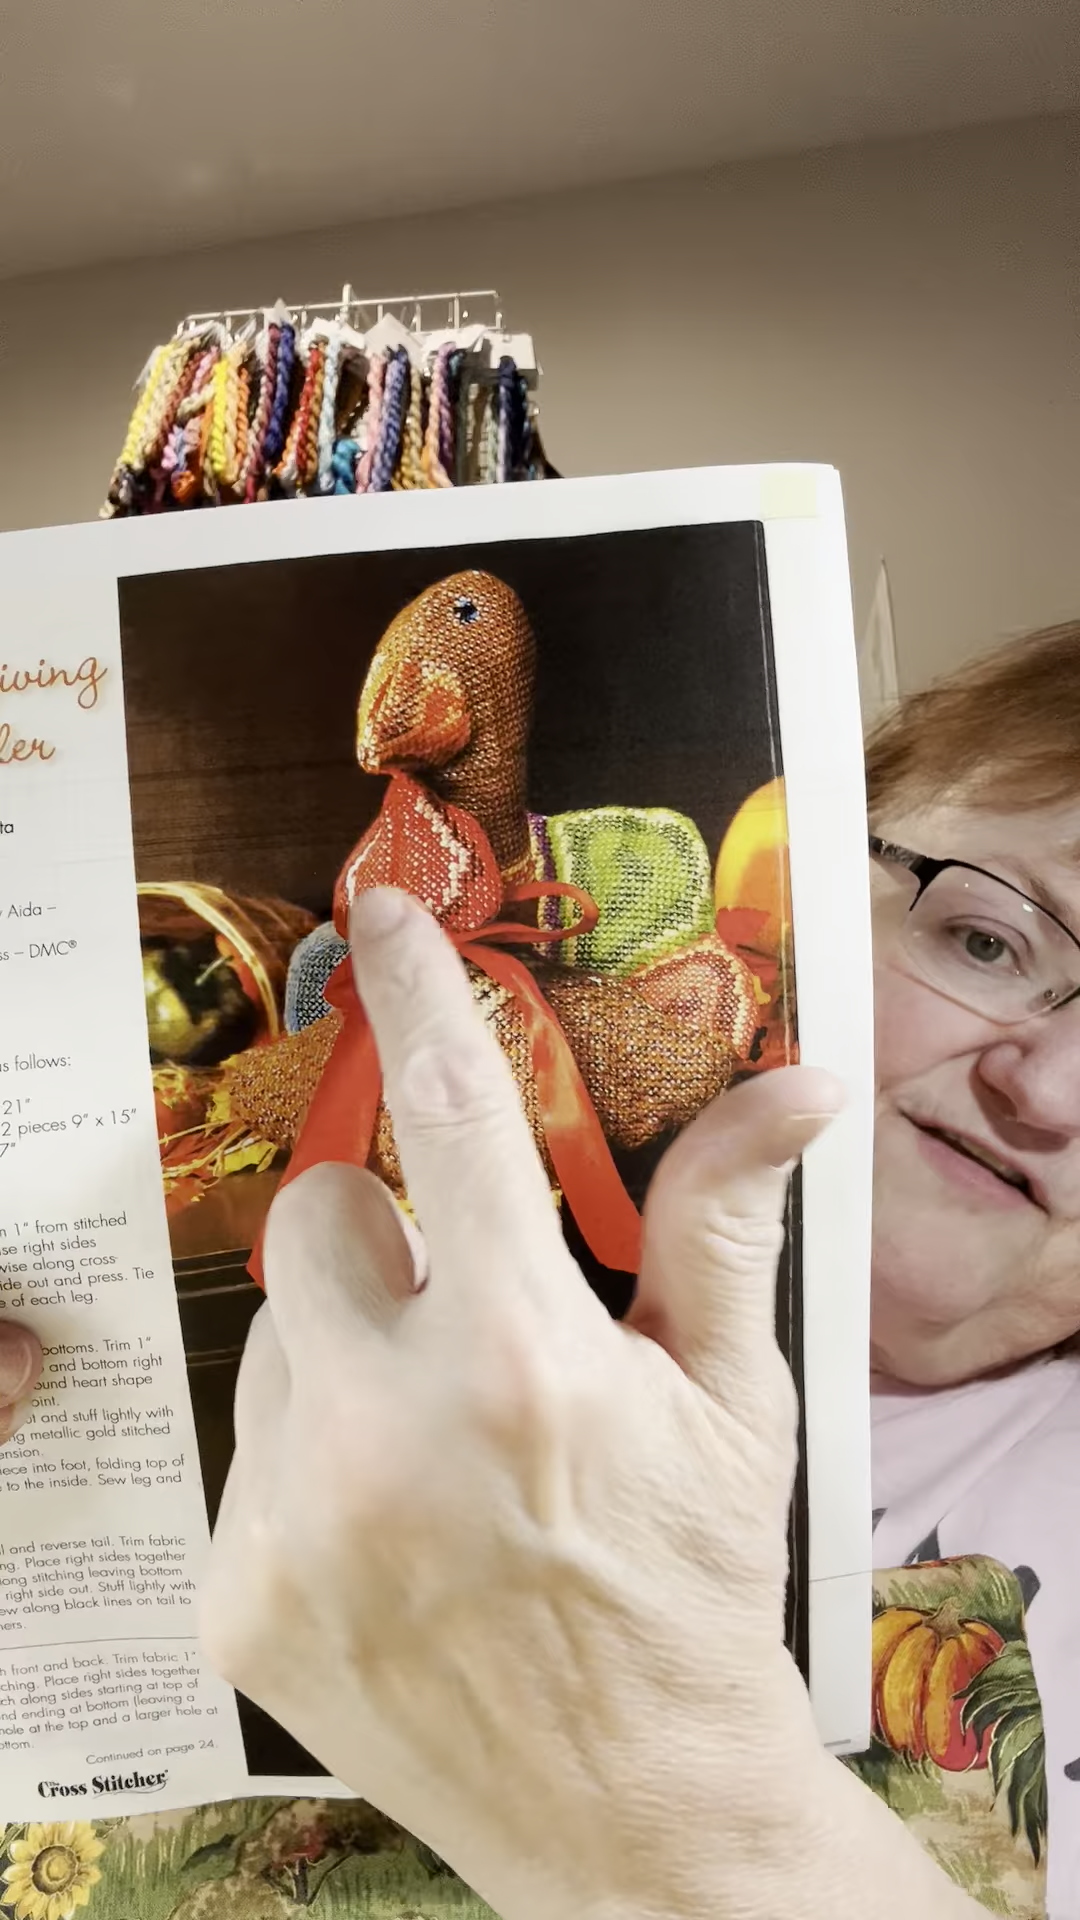 iving
ler
ta
y Aida –
ss – DMC®
s follows:
21"
2 pieces 9" x 15"
7"
n 1" from stitched
se right sides
wise along cross-
ide out and press. Tie
e of each leg.
bottoms. Trim 1"
and bottom right
ound heart shape
oint.
ot and stuff lightly with
ng metallic gold stitched
ension.
iece into foot, folding top of
to the inside. Sew leg and
l and reverse tail. Trim fabric
ng. Place right sides together
long stitching leaving bottom
right side out. Stuff lightly with
ew along black lines on tail to
hers.
h front and back. Trim fabric 1"
ching. Place right sides together
ch along sides starting at top of
nd ending at bottom (leaving a
hole at the top and a larger hole at
ottom.
Continued on page 24.
The Cross Stitcher